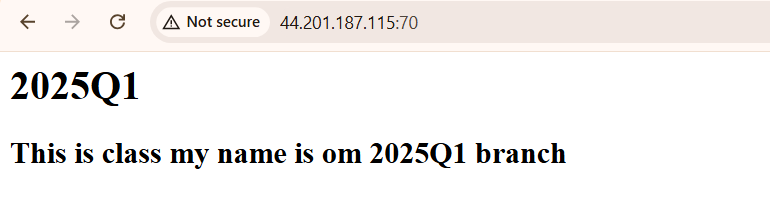 Not secure 44.201.187.115:70
2025Q1
This is class my name is om 2025Q1 branch